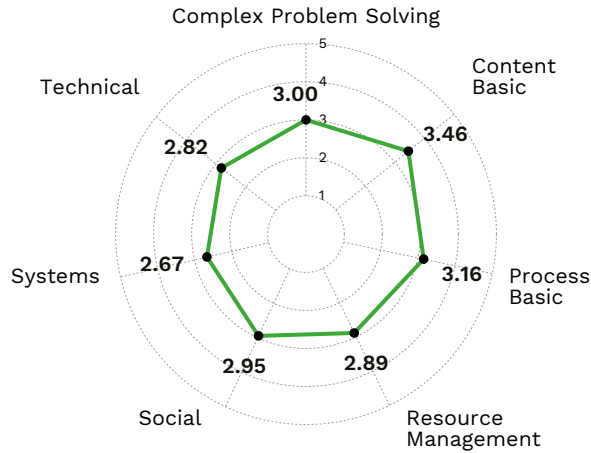 Complex Problem Solving
5
Content
Basic
4
Technical
3.00
3
3.46
2.82
2
1
2.67
3.16
Systems
Process
Basic
2.95
2.89
Social
Resource
Management